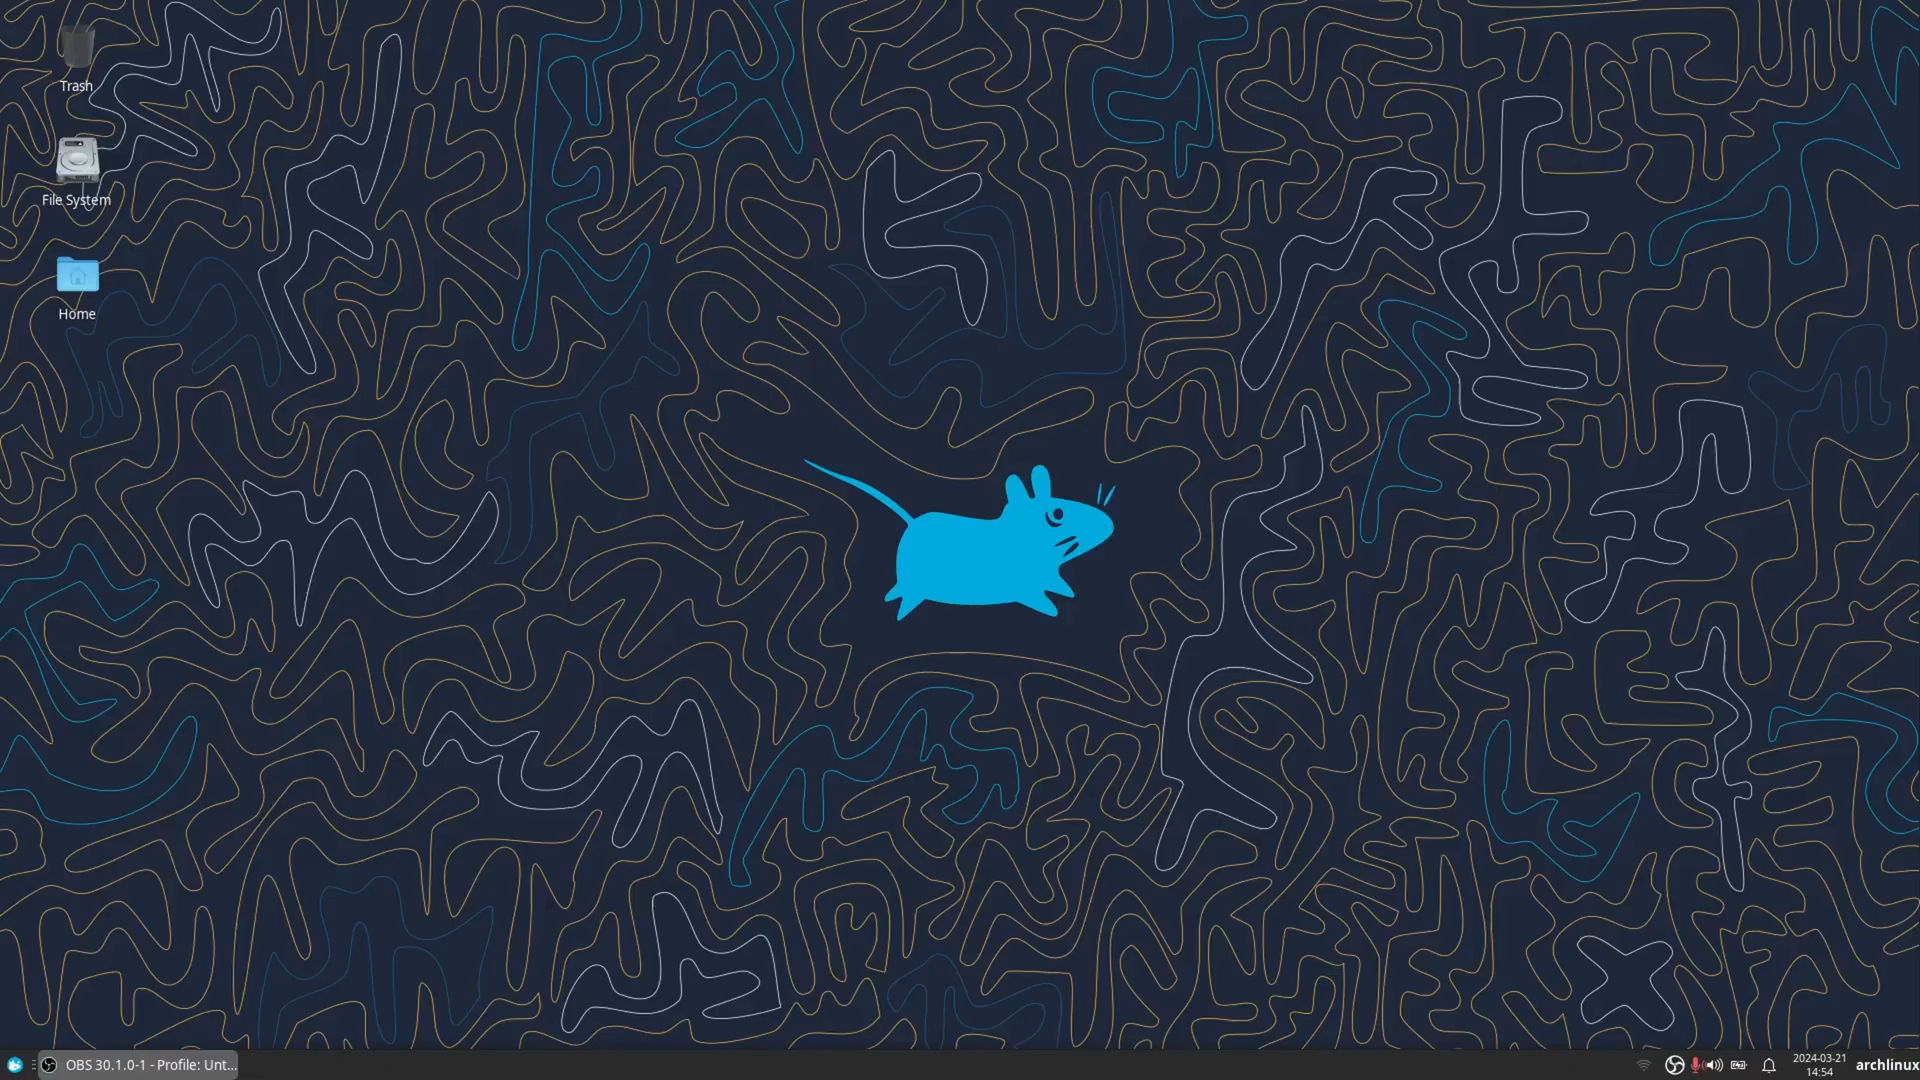 Trash
File System
Home
OBS 30.1.0-1 - Profile: Unt...
2024-03-21
14:54
archlinux